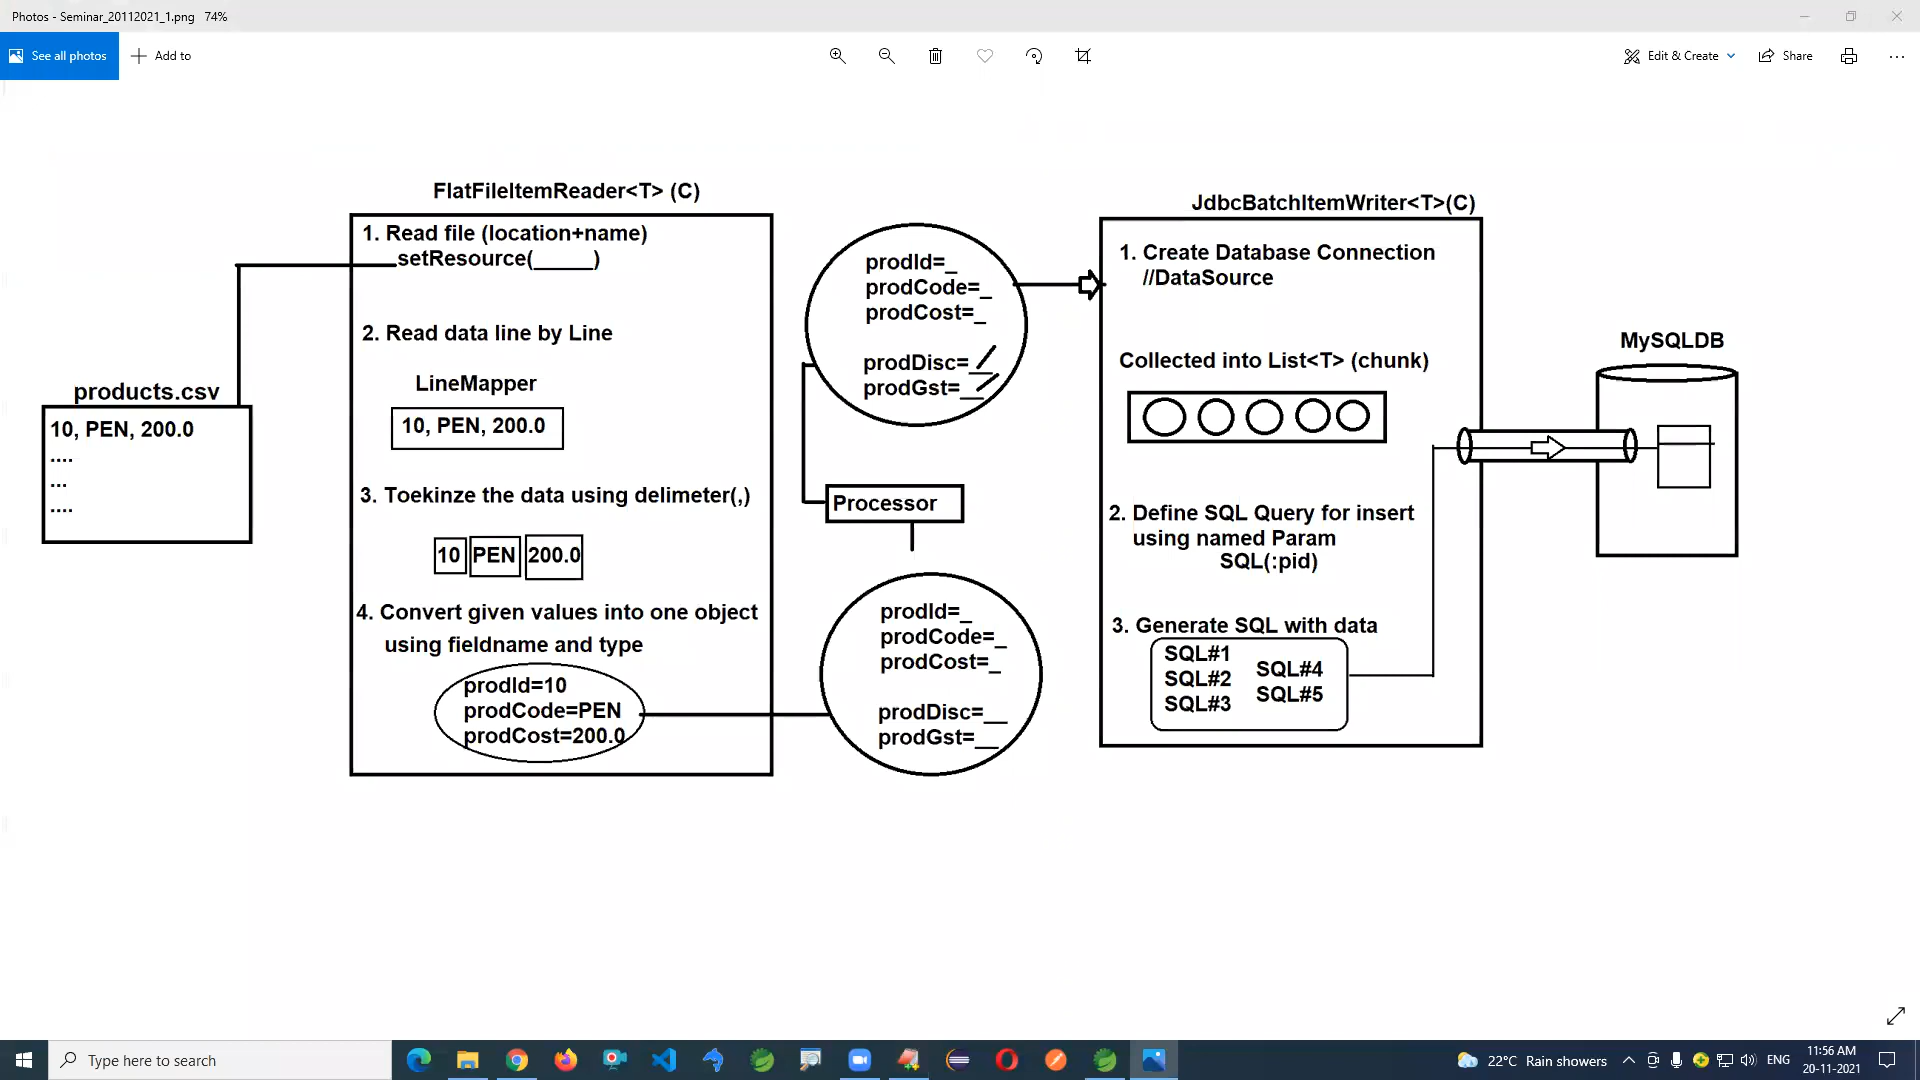 Photos - Seminar_20112021_1.png 74%
See all photos
Add to
Edit & Create
Share
FlatFileItemReader<T> (C)
1. Read file (location+name)
setResource(_____)
2. Read data line by Line
LineMapper
10, PEN, 200.0
3. Toekinze the data using delimeter(,)
10 PEN 200.0
4. Convert given values into one object
using fieldname and type
prodId=10
prodCode=PEN
prodCost=200.0
products.csv
10, PEN, 200.0
....
...
....
prodId=_
prodCode=_
prodCost=_
prodDisc=__
prodGst=__
Processor
prodId=_
prodCode=_
prodCost=_
prodDisc=__
prodGst=__
JdbcBatchItemWriter<T>(C)
1. Create Database Connection
//DataSource
Collected into List<T> (chunk)
2. Define SQL Query for insert
using named Param
SQL(:pid)
3. Generate SQL with data
SQL#1
SQL#2
SQL#3
SQL#4
SQL#5
MySQLDB
Type here to search
22°C Rain showers
ENG
11:56 AM
20-11-2021